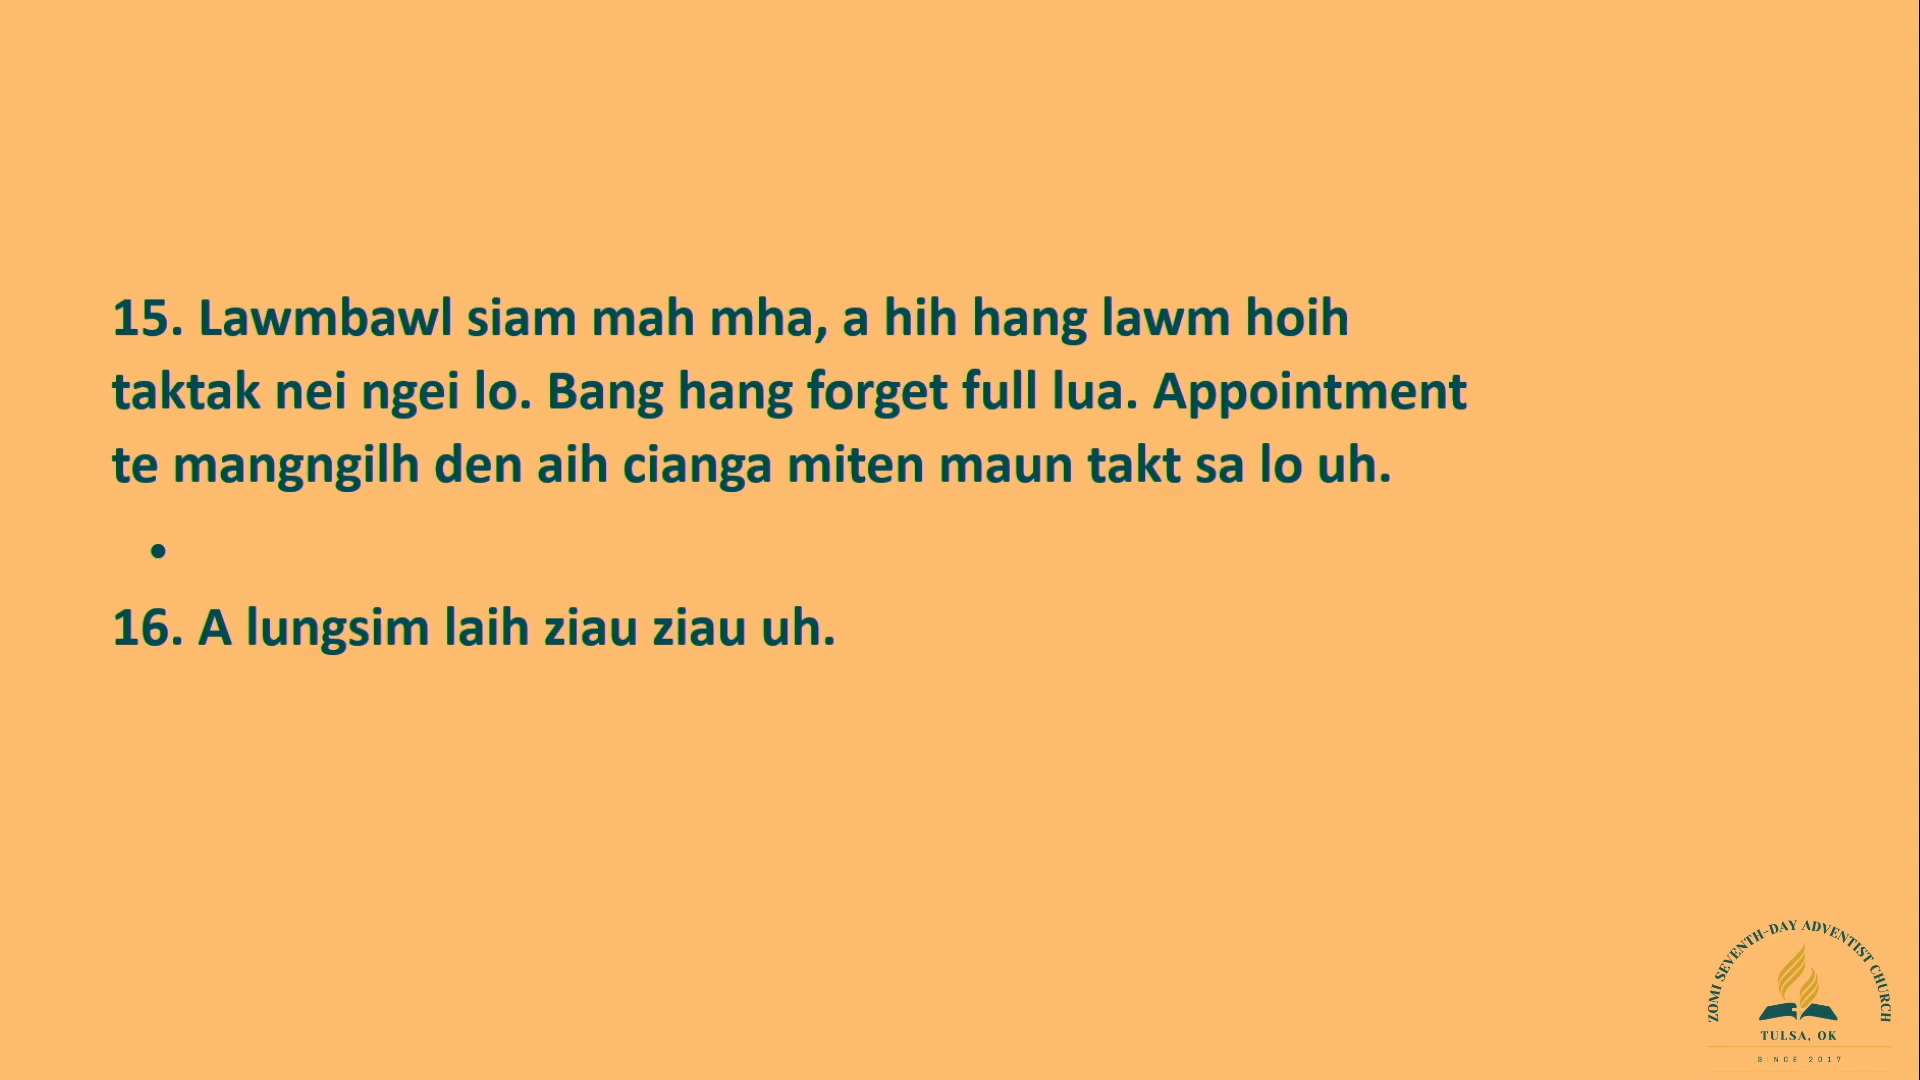 15. Lawmbawl siam mah mha, a hih hang lawm hoih
taktak nei ngei lo. Bang hang forget full lua. Appointment
te mangngilh den aih cianga miten maun takt sa lo uh.
•
16. A lungsim laih ziau ziau uh.
ZOMI SEVENTH-DAY ADVENTIST CHURCH
TULSA, OK
SINCE 2017